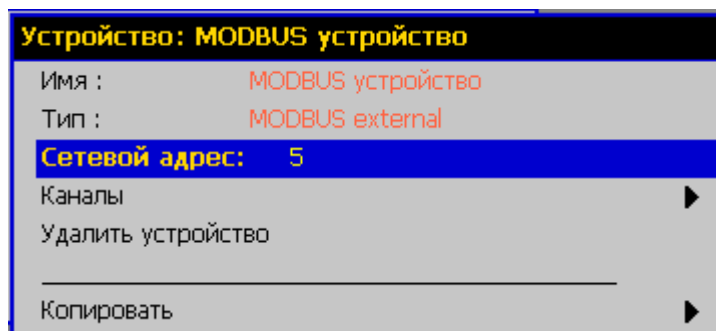 Устройство: MODBUS устройство
Имя : MODBUS устройство
Тип : MODBUS external
Сетевой адрес: 5
Каналы
Удалить устройство
Копировать